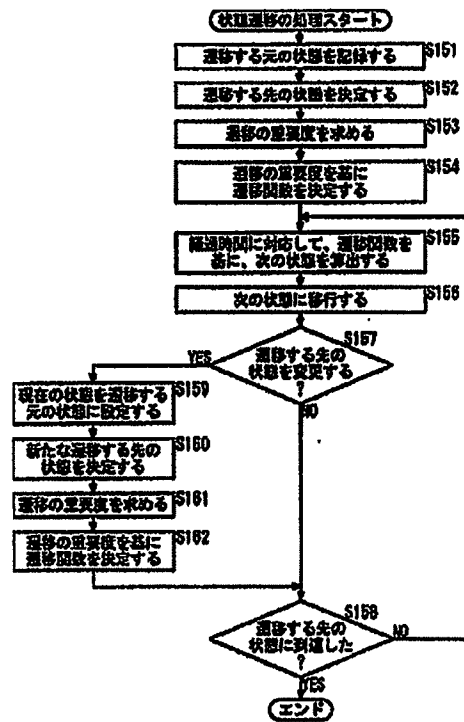 状態遷移の処理スタート
S151
遷移する元の状態を記録する
S152
遷移する先の状態を決定する
S153
遷移の重要度を求める
S154
遷移の重要度を基に
遷移関数を決定する
S155
経過時間に対応して、遷移関数を
基に、次の状態を算出する
S156
次の状態に移行する
S157
遷移する先の
状態を変更する
?
YES
NO
S159
現在の状態を遷移する
元の状態に設定する
S160
新たな遷移する先の
状態を決定する
S161
遷移の重要度を求める
S162
遷移の重要度を基に
遷移関数を決定する
S158
遷移する先の
状態に到達した
?
NO
YES
エンド